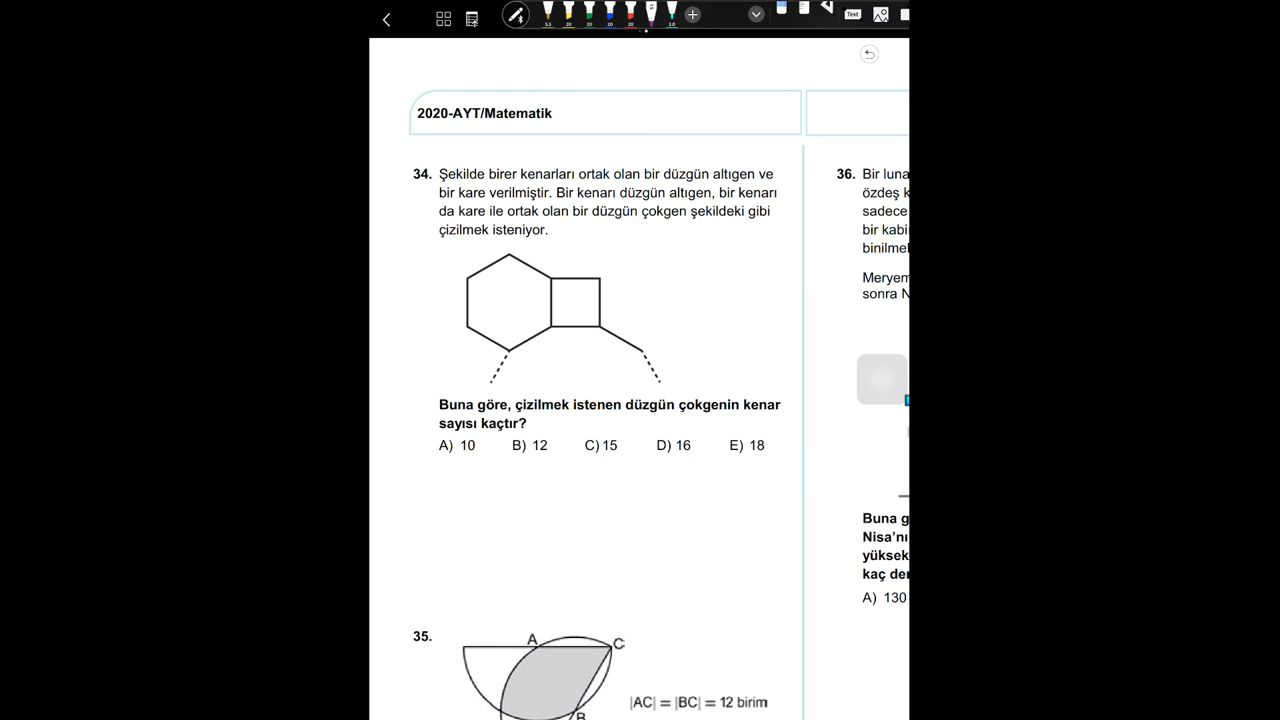 Text
2020-AYT/Matematik
34. Şekilde birer kenarları ortak olan bir düzgün altıgen ve
bir kare verilmiştir. Bir kenarı düzgün altıgen, bir kenarı
da kare ile ortak olan bir düzgün çokgen şekildeki gibi
çizilmek isteniyor.
Buna göre, çizilmek istenen düzgün çokgenin kenar
sayısı kaçtır?
A) 10 B) 12 C) 15 D) 16 E) 18
35.
A
C
B
|AC| = |BC| = 12 birim
36. Bir luna
özdeş k
sadece
bir kabi
binilmel
Meryem
sonra N
Buna g
Nisa'nı
yüksek
kaç der
A) 130